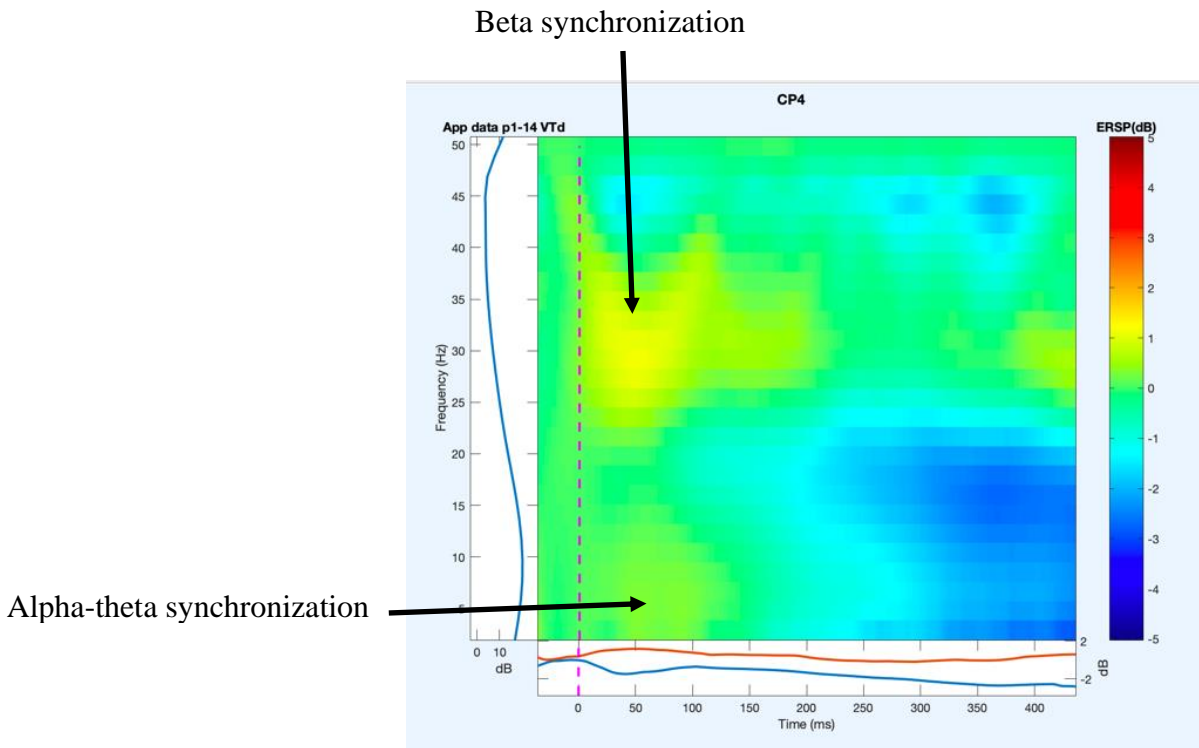 Beta synchronization
CP4
App data p1-14 VTd
ERSP(dB)
50
45
40
35
30
25
20
15
10
5
Frequency (Hz)
5
4
3
2
1
0
-1
-2
-3
-4
-5
Alpha-theta synchronization
0 10
dB
2
-2
dB
0 50 100 150 200 250 300 350 400
Time (ms)